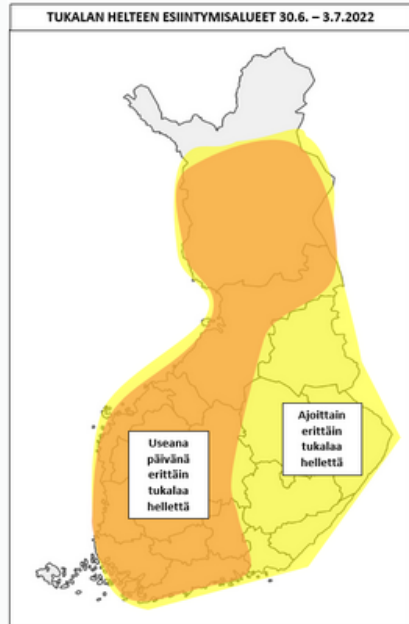 TUKALAN HELTEEN ESIINTYMISALUEET 30.6. – 3.7.2022
Ajoittain
erittäin
tukalaa
hellettä
Useana
päivänä
erittäin
tukalaa
hellettä